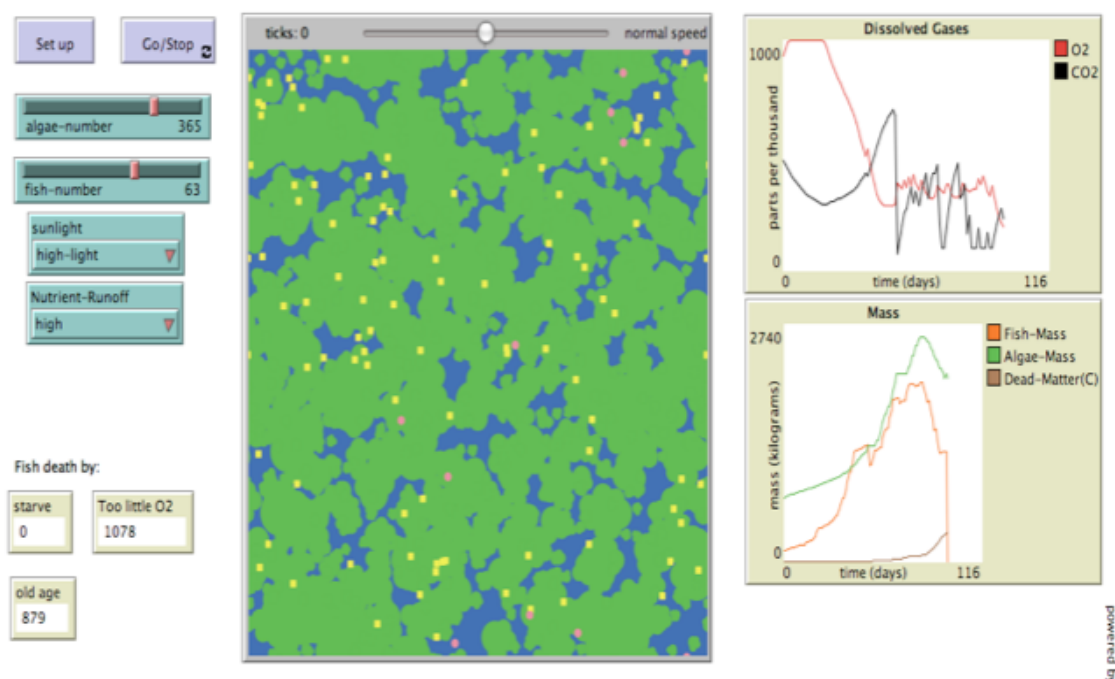 Set up
Go/Stop
algae-number 365
fish-number 63
sunlight
high-light
Nutrient-Runoff
high
Fish death by:
starve
0
Too little O2
1078
old age
879
ticks: 0
normal speed
Dissolved Gases
1000
parts per thousand
0
0
time (days)
116
O2
CO2
Mass
2740
mass (kilograms)
0
0
time (days)
116
Fish-Mass
Algae-Mass
Dead-Matter(C)
powered by